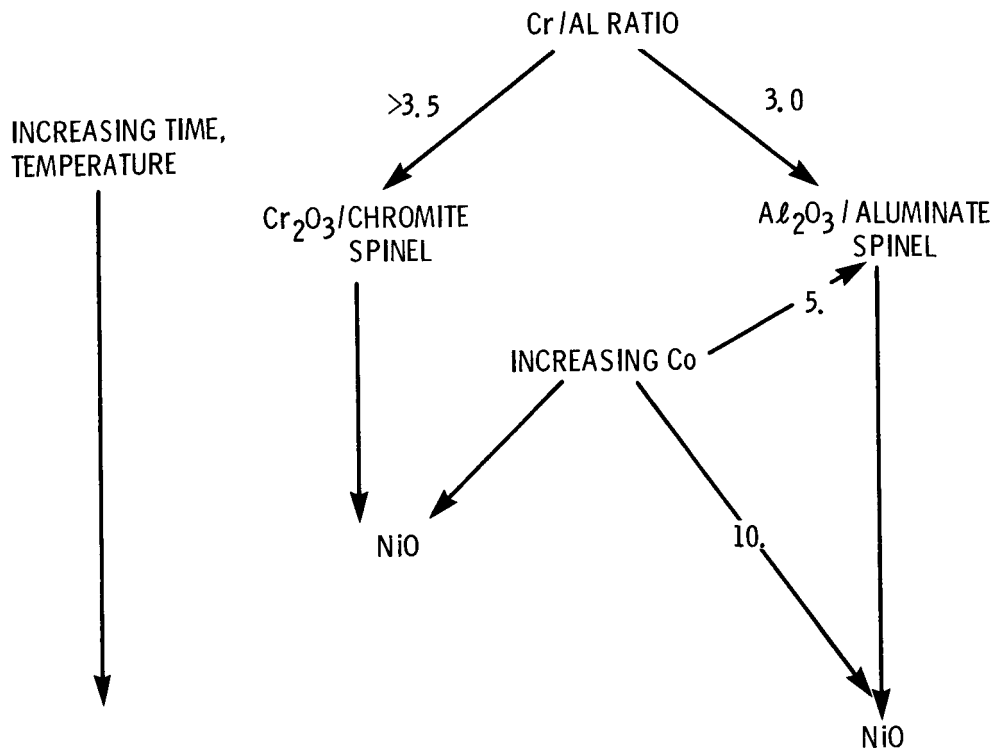 Cr/AL RATIO
>3.5
3.0
INCREASING TIME,
TEMPERATURE
Cr₂O₃/CHROMITE
SPINEL
Aℓ₂O₃/ALUMINATE
SPINEL
5.
INCREASING Co
10.
NiO
NiO